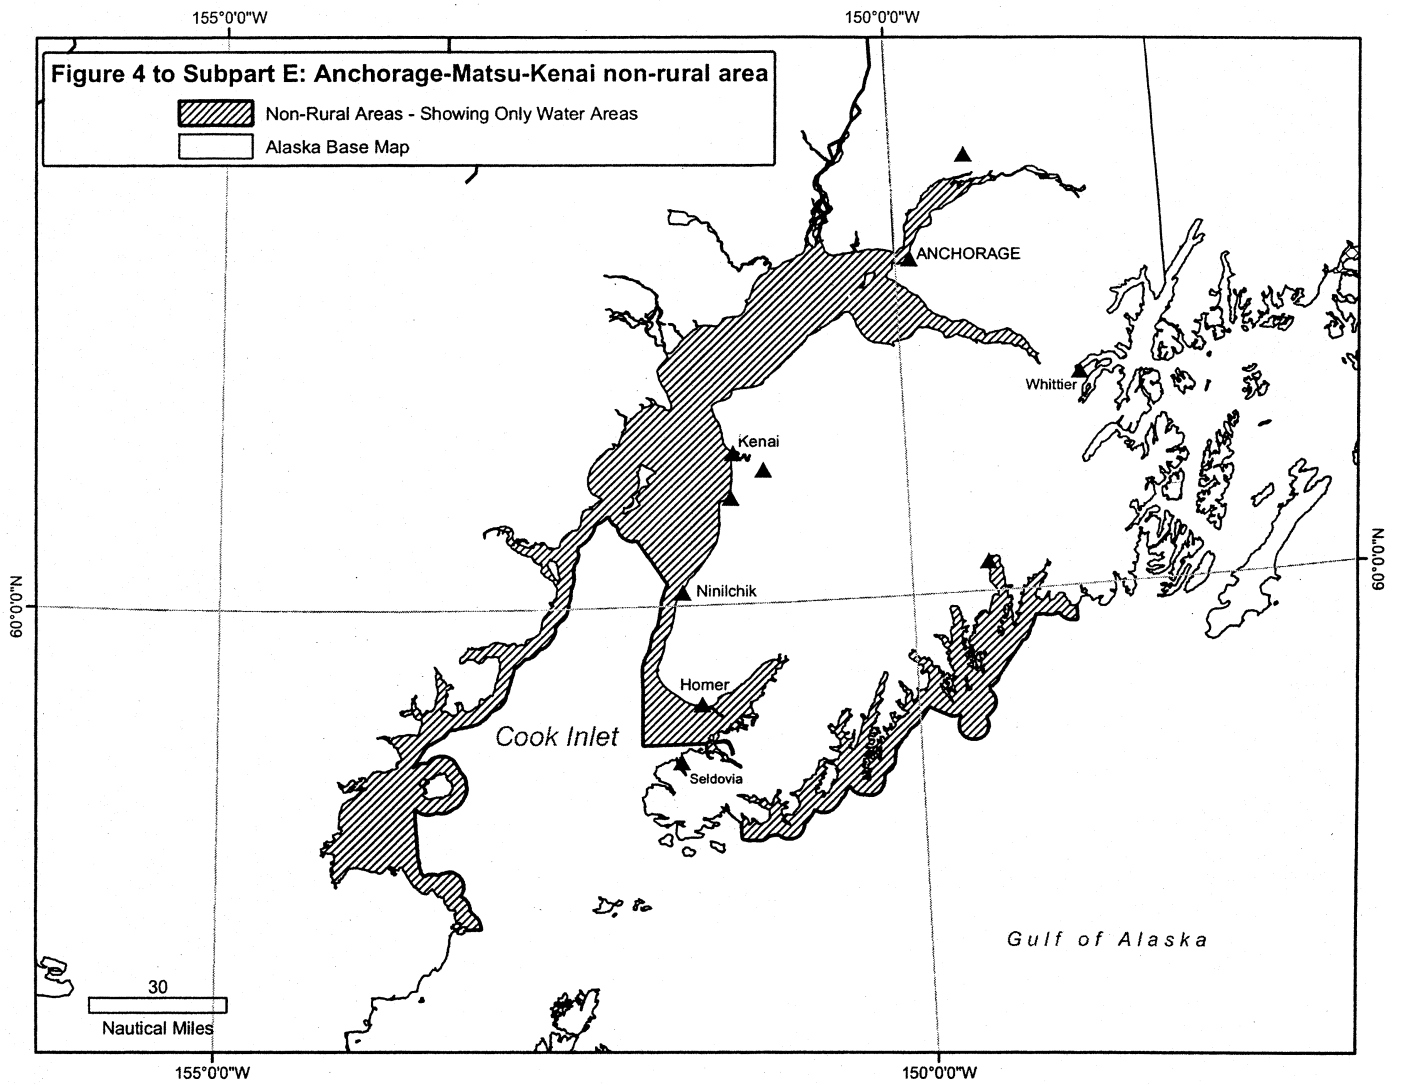 155°0'0"W
150°0'0"W
Figure 4 to Subpart E: Anchorage-Matsu-Kenai non-rural area
Non-Rural Areas - Showing Only Water Areas
Alaska Base Map
ANCHORAGE
Whittier
Kenai
60°0'0"N
60°0'0"N
Ninilchik
Homer
Cook Inlet
Seldovia
Gulf of Alaska
30
Nautical Miles
155°0'0"W
150°0'0"W